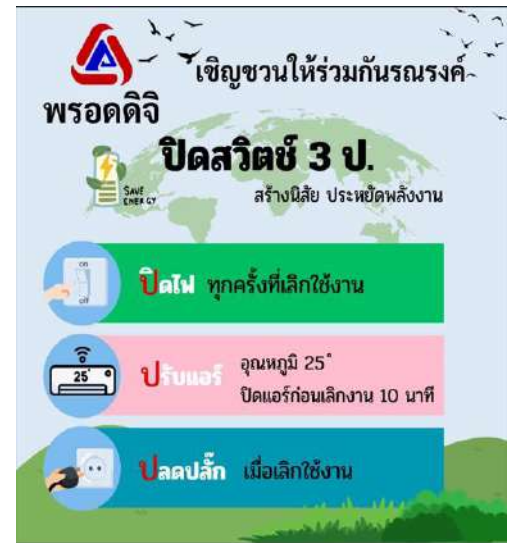 เชิญชวนให้ร่วมกันรณรงค์
พรอดดิจิ
ปิดสวิตช์ 3 ป.
SAVE
ENERGY
สร้างนิสัย ประหยัดพลังงาน
on
off
ปิดไฟ ทุกครั้งที่เลิกใช้งาน
25°
ปรับแอร์
อุณหภูมิ 25°
ปิดแอร์ก่อนเลิกงาน 10 นาที
ปลดปลั๊ก เมื่อเลิกใช้งาน